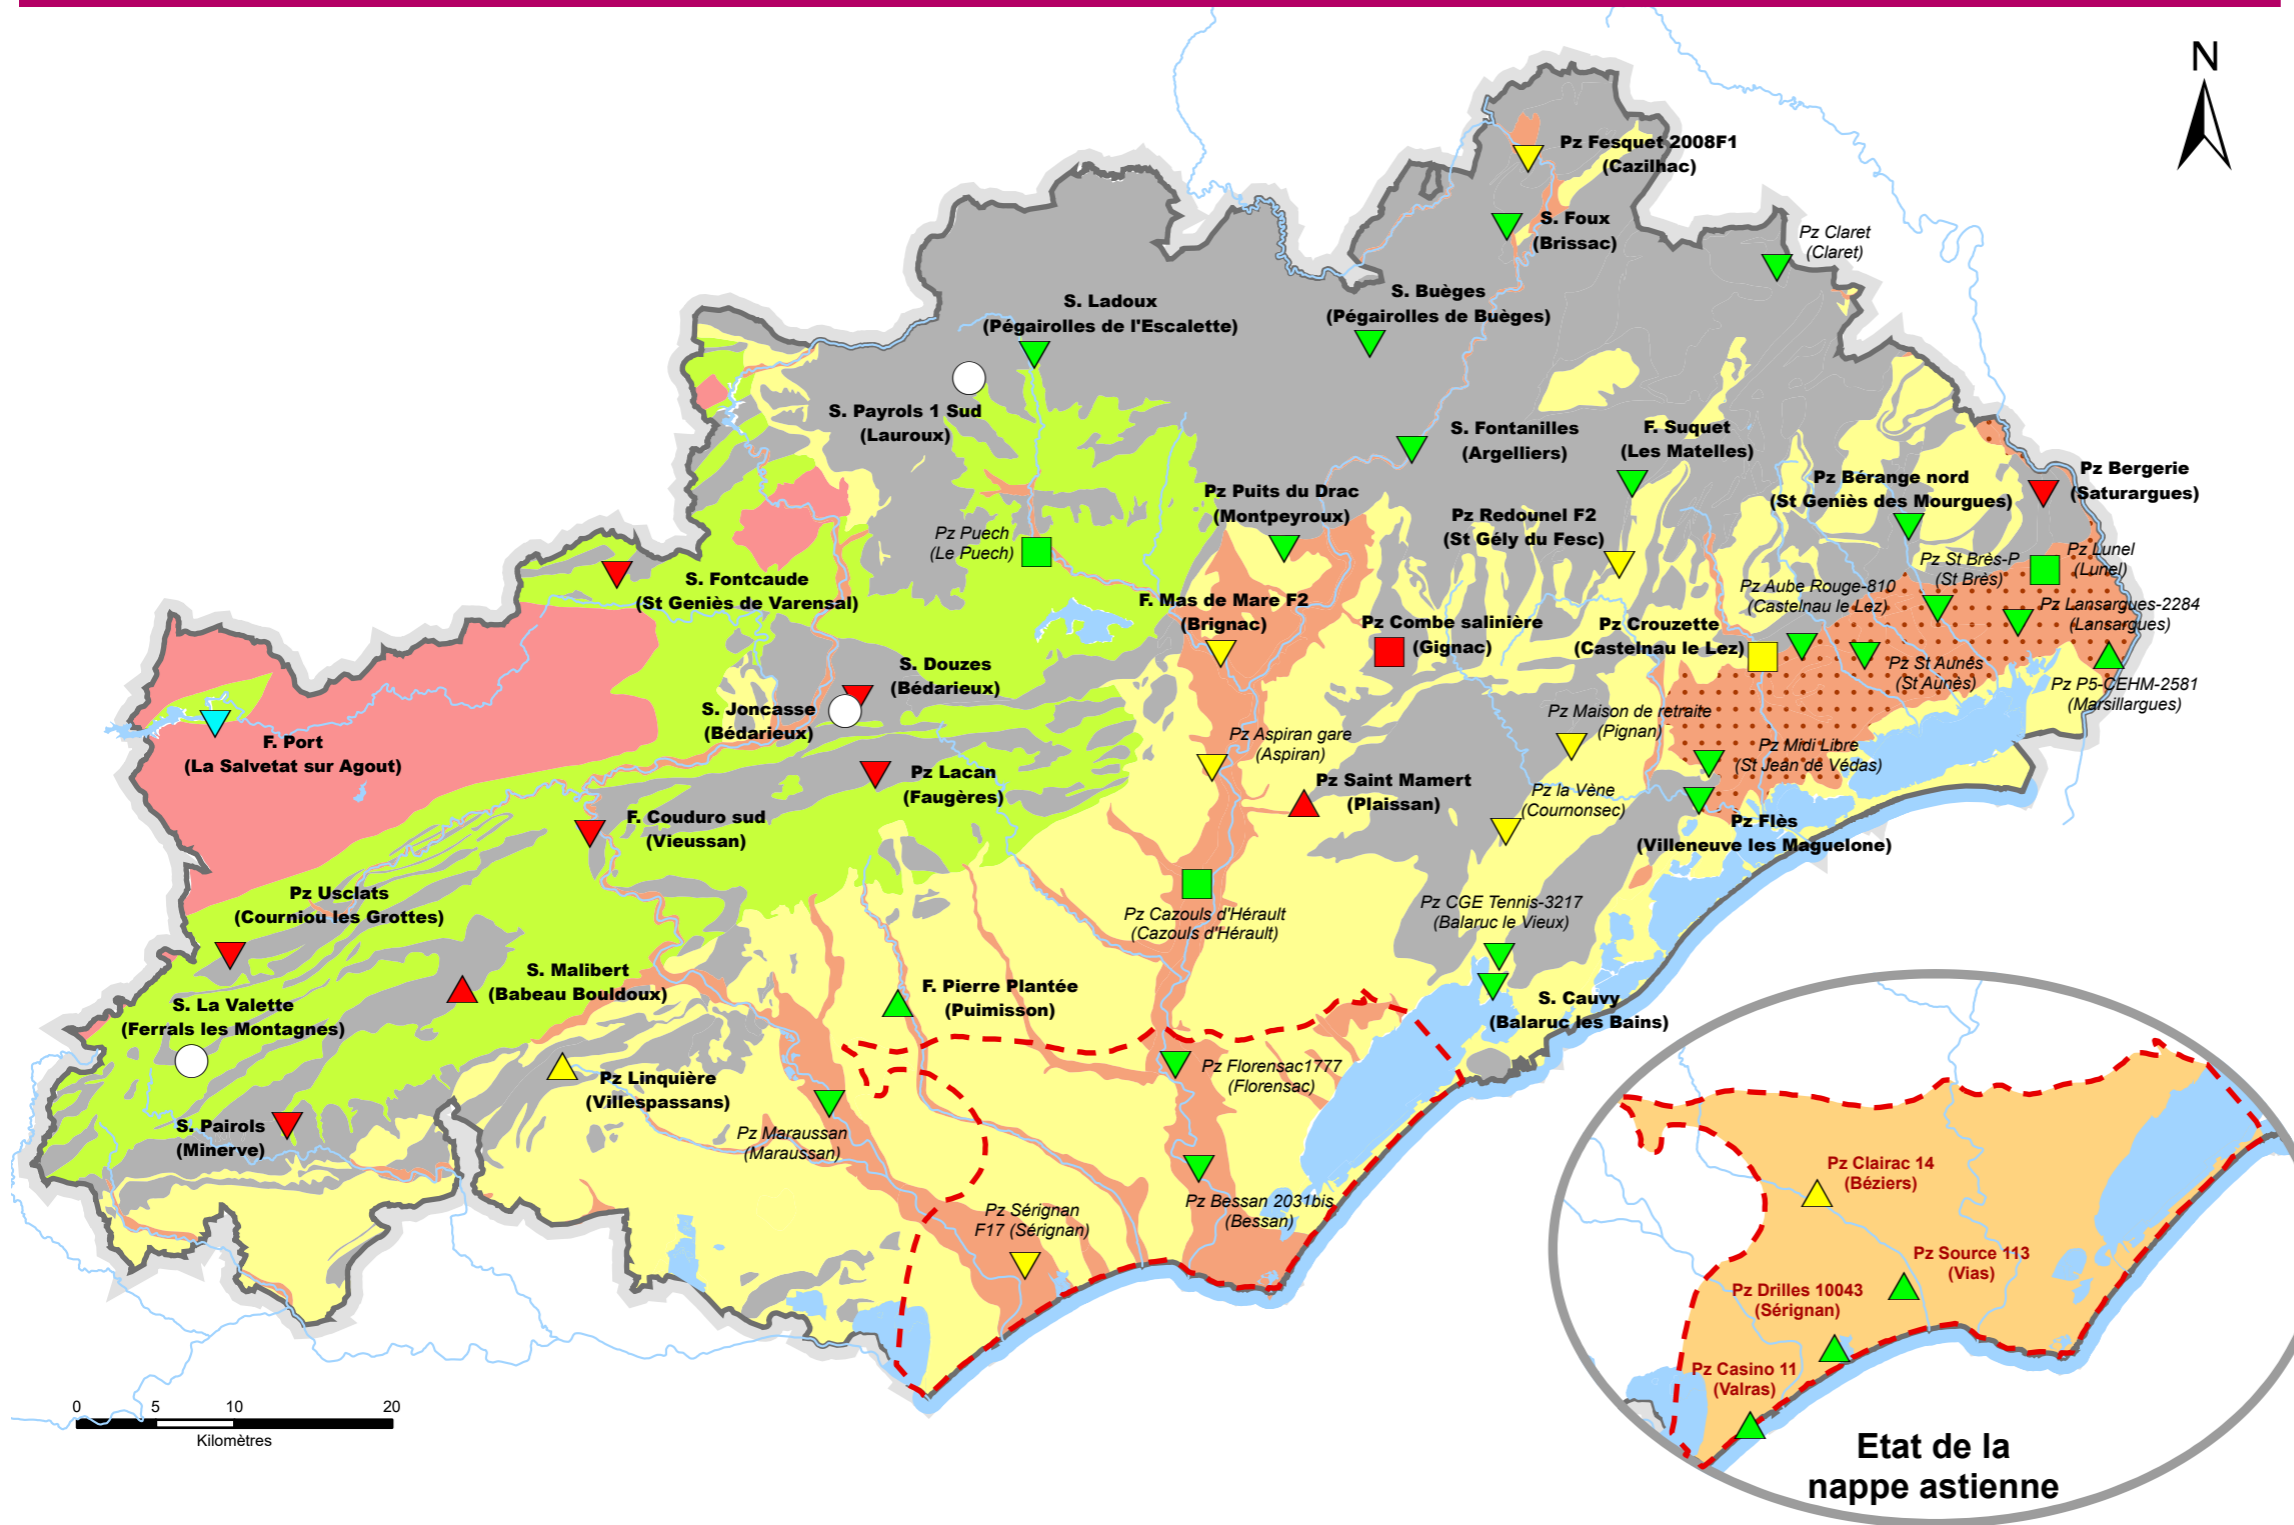 N
Pz Fesquet 2008F1
(Cazilhac)
S. Foux
(Brissac)
Pz Claret
(Claret)
S. Ladoux
(Pégairolles de l'Escalette)
S. Buèges
(Pégairolles de Buèges)
S. Payrols 1 Sud
(Lauroux)
S. Fontanilles
(Argelliers)
F. Suquet
(Les Matelles)
Pz Bérange nord
(St Geniès des Mourgues)
Pz Bergerie
(Saturargues)
Pz Puits du Drac
(Montpeyroux)
Pz Redounel F2
(St Gély du Fesc)
Pz Puech
(Le Puech)
Pz St Brès-P
(St Brès)
Pz Lunel
(Lunel)
S. Fontcaude
(St Geniès de Varensal)
F. Mas de Mare F2
(Brignac)
Pz Aube Rouge-810
(Castelnau le Lez)
Pz Lansargues-2284
(Lansargues)
Pz Combe salinière
(Gignac)
Pz Crouzette
(Castelnau le Lez)
Pz St Aunès
(St Aunès)
Pz P5-CEHM-2581
(Marsillargues)
S. Douzes
(Bédarieux)
S. Joncasse
(Bédarieux)
Pz Maison de retraite
(Pignan)
F. Port
(La Salvetat sur Agout)
Pz Aspiran gare
(Aspiran)
Pz Midi Libre
(St Jean de Védas)
Pz Lacan
(Faugères)
Pz Saint Mamert
(Plaissan)
Pz la Vène
(Cournonsec)
F. Couduro sud
(Vieussan)
Pz Flès
(Villeneuve les Maguelone)
Pz Usclats
(Courniou les Grottes)
Pz Cazouls d'Hérault
(Cazouls d'Hérault)
Pz CGE Tennis-3217
(Balaruc le Vieux)
S. Malibert
(Babeau Bouldoux)
F. Pierre Plantée
(Puimisson)
S. La Valette
(Ferrals les Montagnes)
S. Cauvy
(Balaruc les Bains)
Pz Linquière
(Villespassans)
Pz Florensac1777
(Florensac)
S. Pairols
(Minerve)
Pz Maraussan
(Maraussan)
Pz Sérignan
F17 (Sérignan)
Pz Bessan 2031bis
(Bessan)
Pz Clairac 14
(Béziers)
Pz Source 113
(Vias)
Pz Drilles 10043
(Sérignan)
Pz Casino 11
(Valras)
Etat de la
nappe astienne
0 5 10 20
Kilomètres